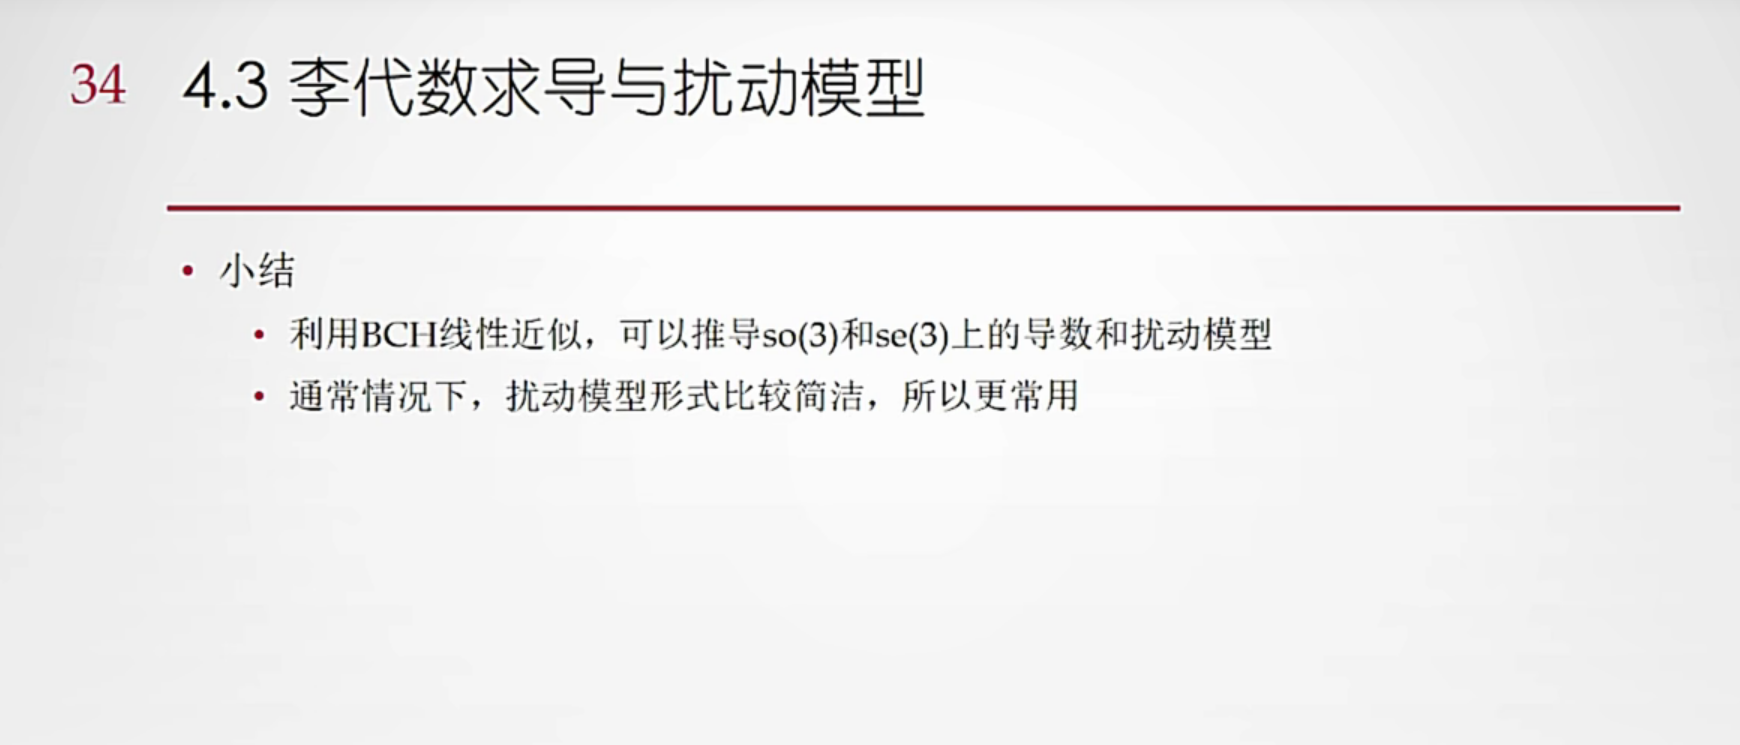 34 4.3 李代数求导与扰动模型
• 小结
• 利用BCH线性近似，可以推导so(3)和se(3)上的导数和扰动模型
• 通常情况下，扰动模型形式比较简洁，所以更常用